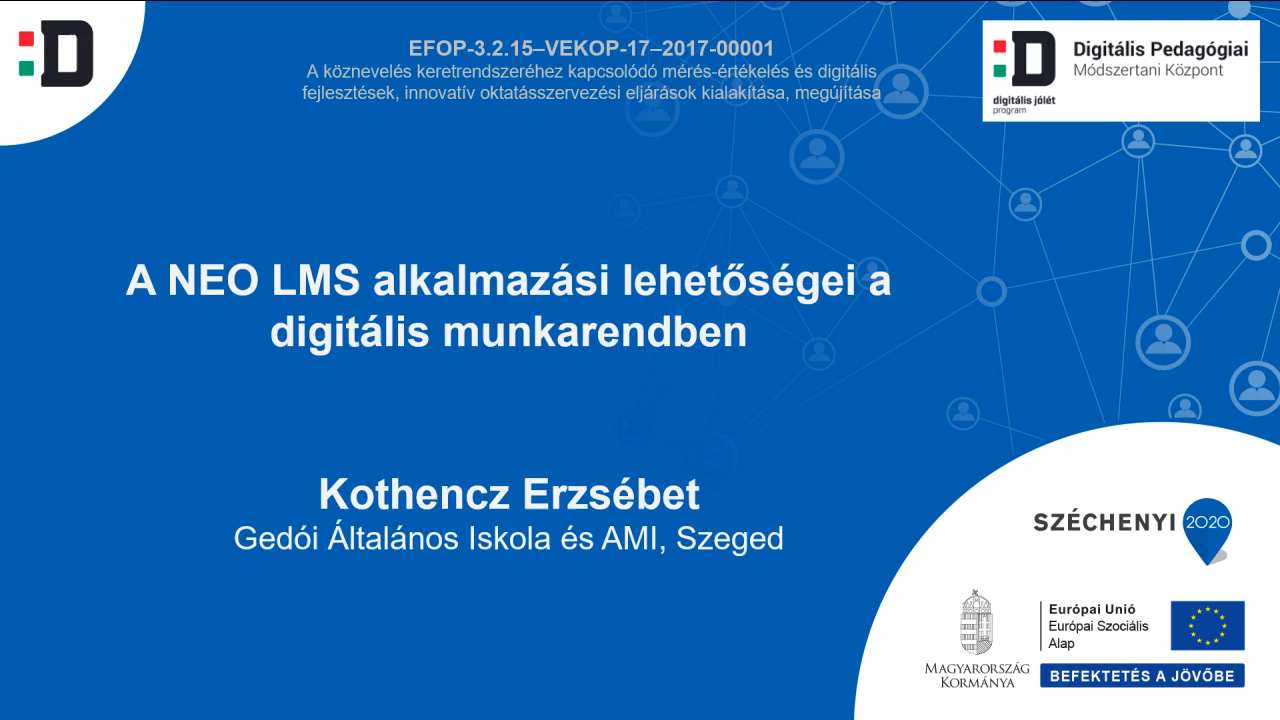 EFOP-3.2.15–VEKOP-17–2017-00001
A köznevelés keretrendszeréhez kapcsolódó mérés-értékelés és digitális
fejlesztések, innovatív oktatásszervezési eljárások kialakítása, megújítása
D
D
Digitális Pedagógiai
Módszertani Központ
digitális jólét
program
A NEO LMS alkalmazási lehetőségei a
digitális munkarendben
Kothencz Erzsébet
Gedói Általános Iskola és AMI, Szeged
SZÉCHENYI 2020
Európai Unió
Európai Szociális
Alap
MAGYARORSZÁG
KORMÁNYA
BEFEKTETÉS A JÖVŐBE